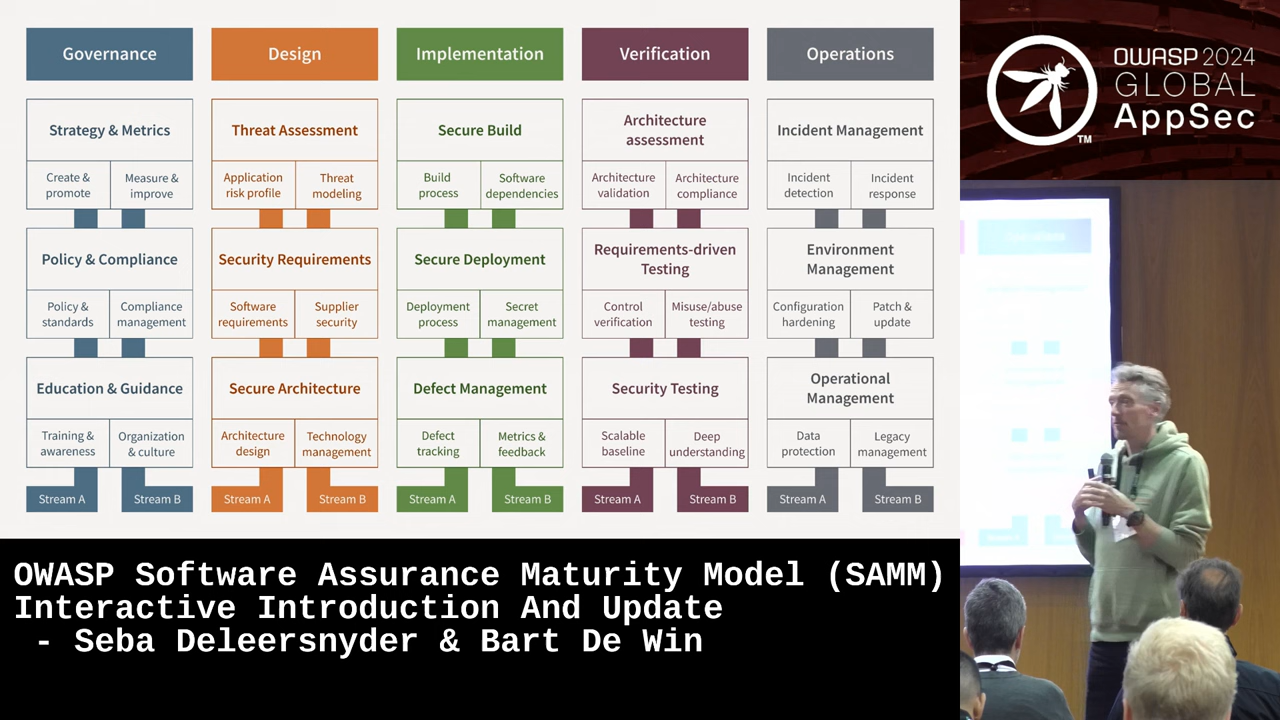 Governance
Design
Implementation
Verification
Operations
Strategy & Metrics
Create &
promote
Measure &
improve
Policy & Compliance
Policy &
standards
Compliance
management
Education & Guidance
Training &
awareness
Organization
& culture
Stream A
Stream B
Threat Assessment
Application
risk profile
Threat
modeling
Security Requirements
Software
requirements
Supplier
security
Secure Architecture
Architecture
design
Technology
management
Stream A
Stream B
Secure Build
Build
process
Software
dependencies
Secure Deployment
Deployment
process
Secret
management
Defect Management
Defect
tracking
Metrics &
feedback
Stream A
Stream B
Architecture
assessment
Architecture
validation
Architecture
compliance
Requirements-driven
Testing
Control
verification
Misuse/abuse
testing
Security Testing
Scalable
baseline
Deep
understanding
Stream A
Stream B
Incident Management
Incident
detection
Incident
response
Environment
Management
Configuration
hardening
Patch &
update
Operational
Management
Data
protection
Legacy
management
Stream A
Stream B
OWASP 2024
GLOBAL
AppSec
TM
Operations
OWASP Software Assurance Maturity Model (SAMM)
Interactive Introduction And Update
- Seba Deleersnyder & Bart De Win